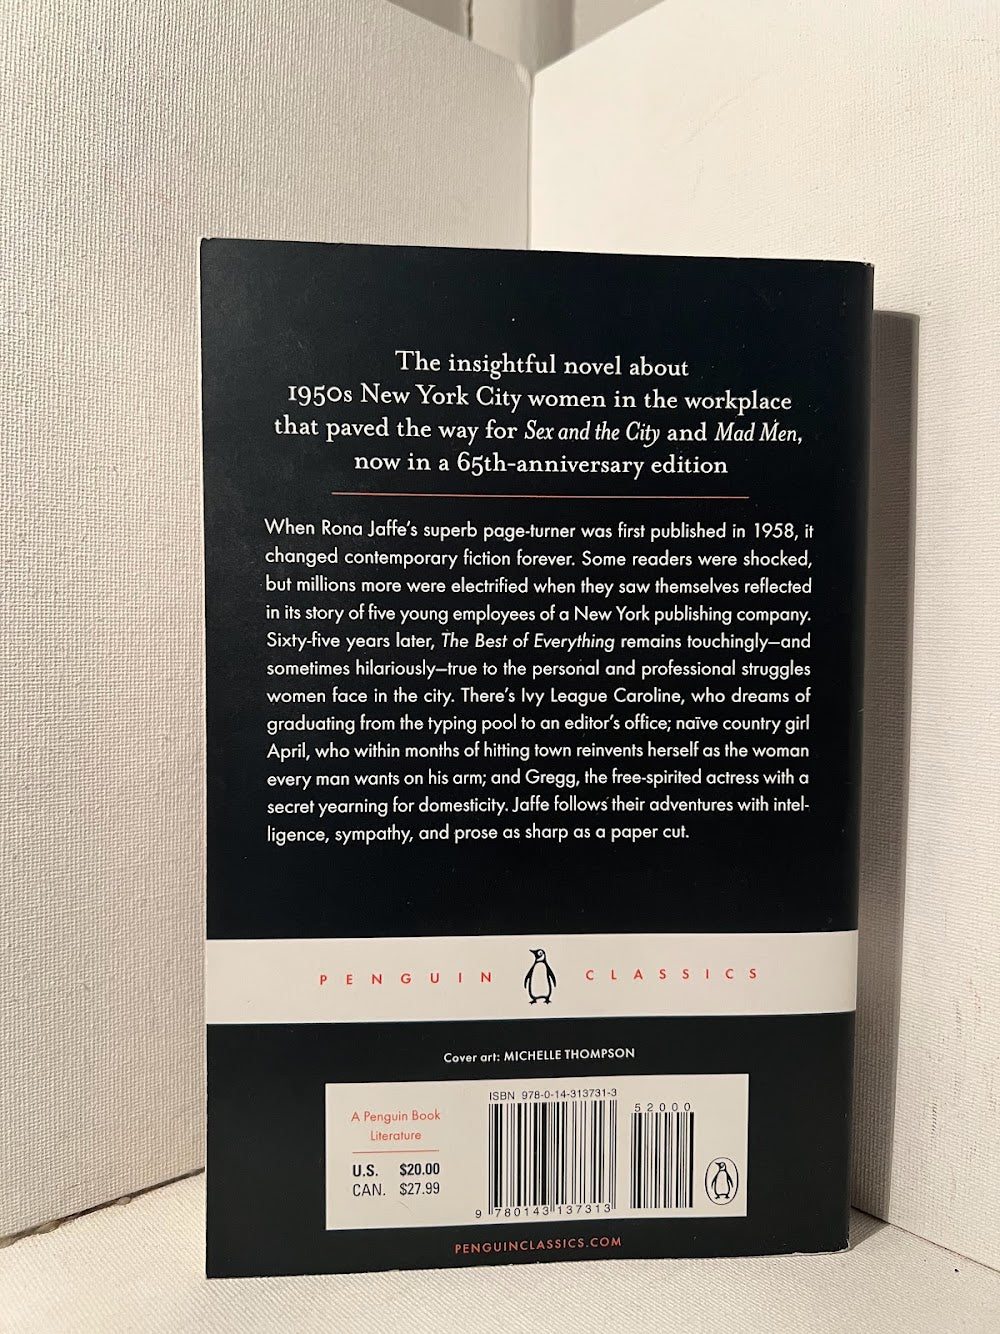 The insightful novel about
1950s New York City women in the workplace
that paved the way for Sex and the City and Mad Men,
now in a 65th-anniversary edition
When Rona Jaffe's superb page-turner was first published in 1958, it
changed contemporary fiction forever. Some readers were shocked,
but millions more were electrified when they saw themselves reflected
in its story of five young employees of a New York publishing company.
Sixty-five years later, The Best of Everything remains touchingly—and
sometimes hilariously—true to the personal and professional struggles
women face in the city. There's Ivy League Caroline, who dreams of
graduating from the typing pool to an editor's office; naïve country girl
April, who within months of hitting town reinvents herself as the woman
every man wants on his arm; and Gregg, the free-spirited actress with a
secret yearning for domesticity. Jaffe follows their adventures with intel-
ligence, sympathy, and prose as sharp as a paper cut.
PENGUIN CLASSICS
Cover art: MICHELLE THOMPSON
A Penguin Book
Literature
U.S. $20.00
CAN. $27.99
ISBN 978-0-14-313731-3
52000
9 780143 137313
PENGUINCLASSICS.COM